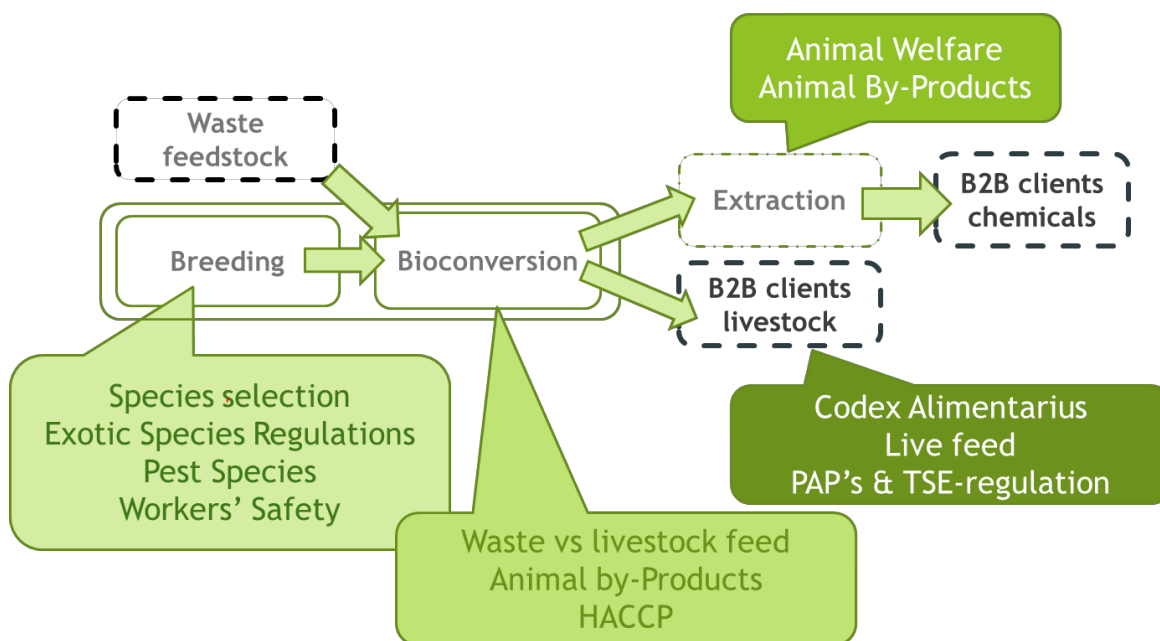 Animal Welfare
Animal By-Products
Waste
feedstock
Extraction
B2B clients
chemicals
Breeding
Bioconversion
B2B clients
livestock
Species selection
Exotic Species Regulations
Pest Species
Workers’ Safety
Codex Alimentarius
Live feed
PAP’s & TSE-regulation
Waste vs livestock feed
Animal by-Products
HACCP